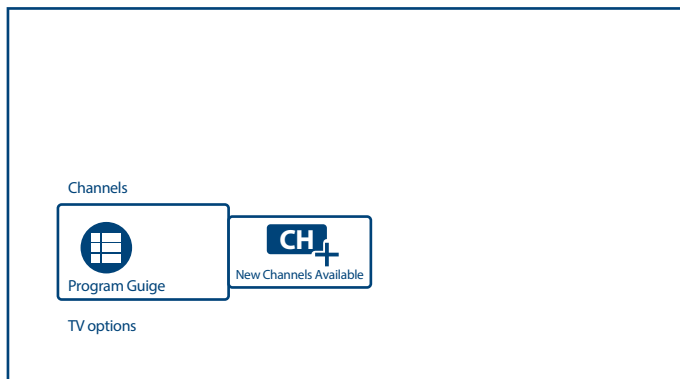 Channels
CH
Program Guige
New Channels Available
TV options